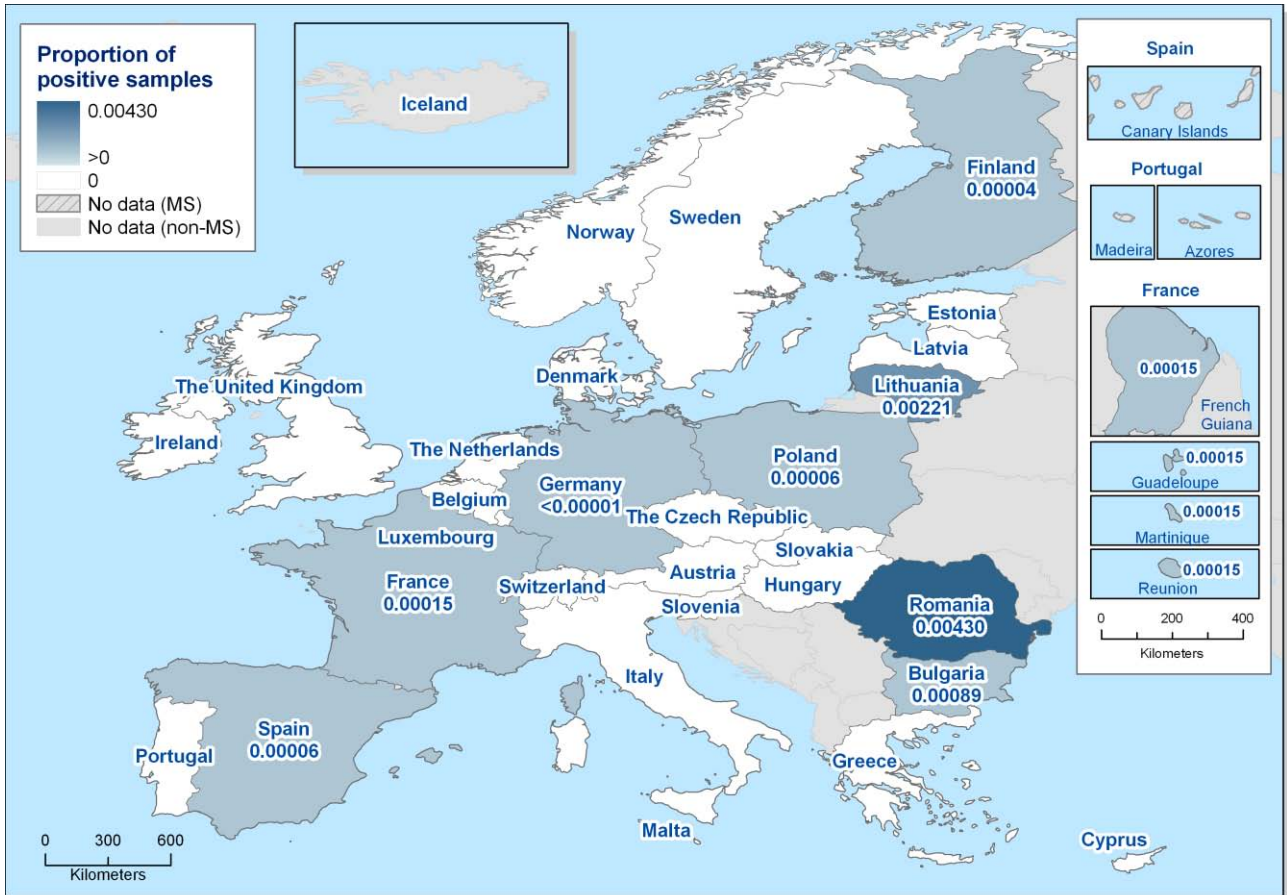 Proportion of
positive samples
0.00430
>0
0
No data (MS)
No data (non-MS)
Iceland
Finland
0.00004
Norway
Sweden
Estonia
Latvia
Lithuania
0.00221
Denmark
The United Kingdom
Ireland
The Netherlands
Belgium
Germany
<0.00001
Poland
0.00006
The Czech Republic
Luxembourg
Slovakia
France
0.00015
Switzerland
Austria
Hungary
Slovenia
Romania
0.00430
Italy
Bulgaria
0.00089
Spain
0.00006
Portugal
Greece
Malta
Cyprus
0 300 600
Kilometers
Spain
Canary Islands
Portugal
Madeira
Azores
France
0.00015
French
Guiana
0.00015
Guadeloupe
0.00015
Martinique
0.00015
Reunion
0 200 400
Kilometers